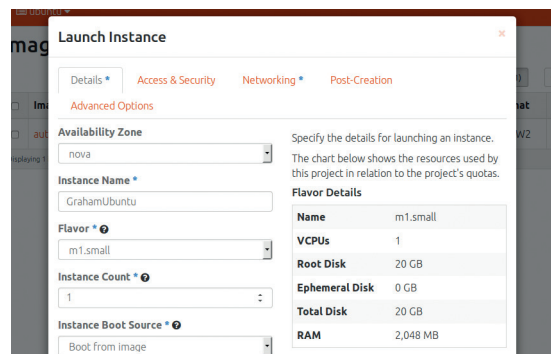 ubuntu
Launch Instance
×
Details *
Access & Security
Networking *
Post-Creation
Advanced Options
Availability Zone
nova
Instance Name *
GrahamUbuntu
Flavor * ?
m1.small
Instance Count * ?
1
Instance Boot Source * ?
Boot from image
Specify the details for launching an instance.
The chart below shows the resources used by
this project in relation to the project's quotas.
Flavor Details
Name m1.small
VCPUs 1
Root Disk 20 GB
Ephemeral Disk 0 GB
Total Disk 20 GB
RAM 2,048 MB